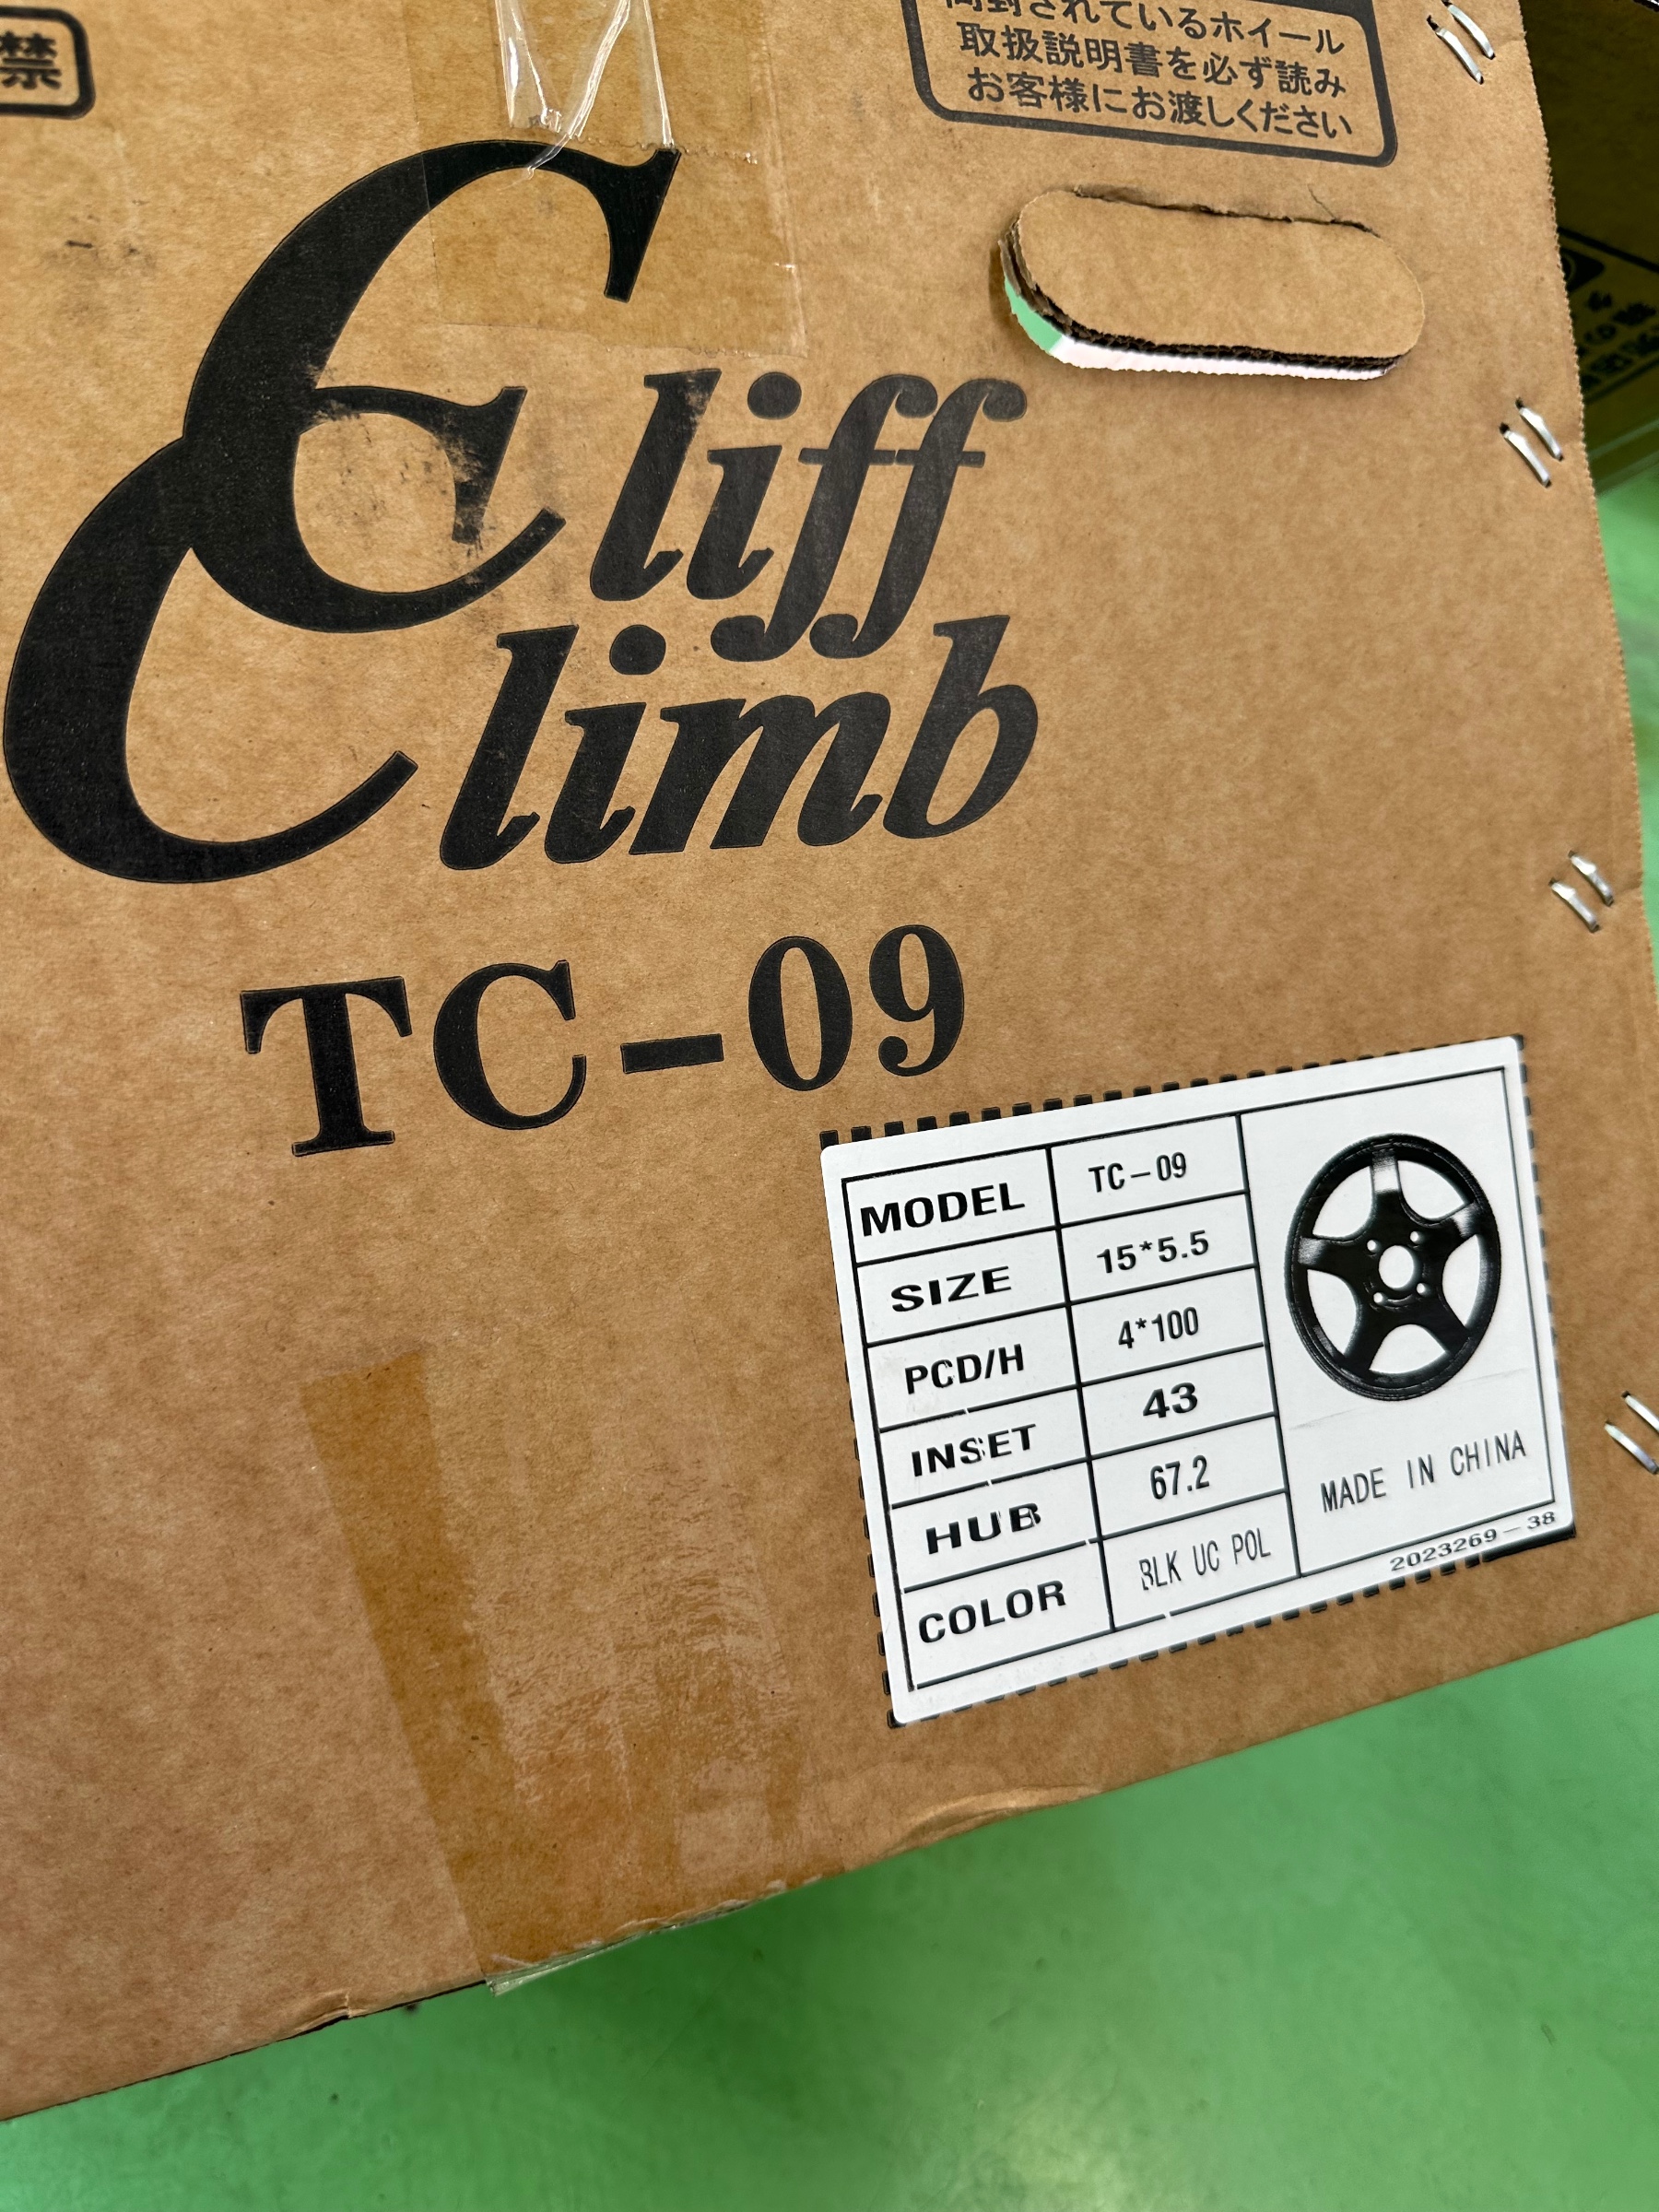 禁
同封されているホイール
取扱説明書を必ず読み
お客様にお渡しください
Cliff
Climb
TC-09
MODEL TC-09
SIZE 15*5.5
PCD/H 4*100
INSET 43
HUB 67.2
COLOR BLK UC POL
MADE IN CHINA
2023269-38